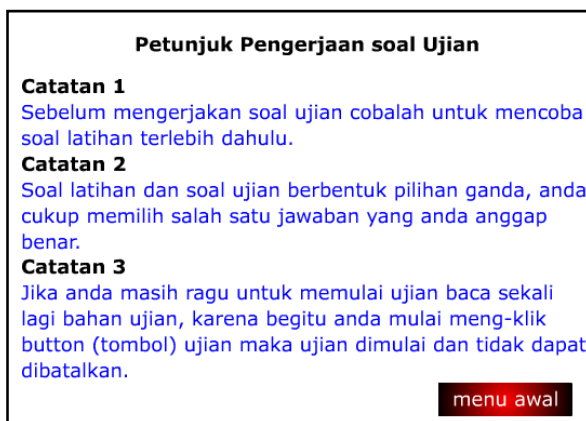 Petunjuk Pengerjaan soal Ujian
Catatan 1
Sebelum mengerjakan soal ujian cobalah untuk mencoba
soal latihan terlebih dahulu.
Catatan 2
Soal latihan dan soal ujian berbentuk pilihan ganda, anda
cukup memilih salah satu jawaban yang anda anggap
benar.
Catatan 3
Jika anda masih ragu untuk memulai ujian baca sekali
lagi bahan ujian, karena begitu anda mulai meng-klik
button (tombol) ujian maka ujian dimulai dan tidak dapat
dibatalkan.
menu awal